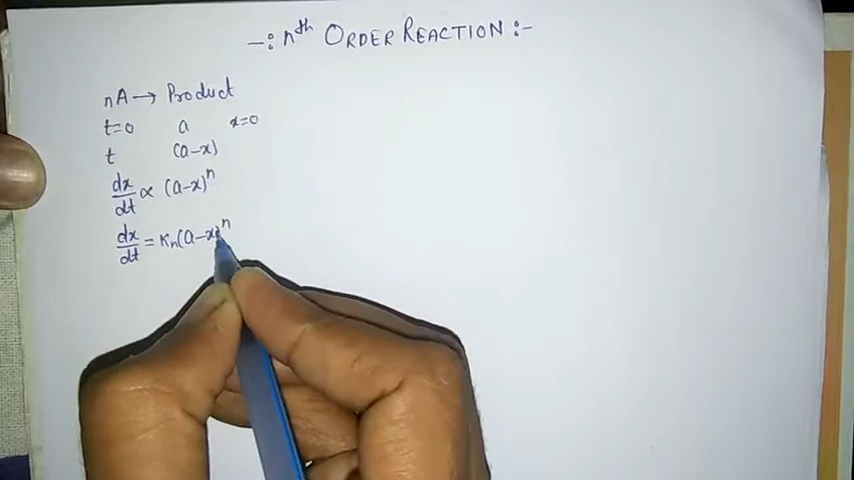 -: nth ORDER REACTION :-
nA → Product
t=0 a x=0
t (a-x)
dx/dt ∝ (a-x)^n
dx/dt = Kn(a-x)^n